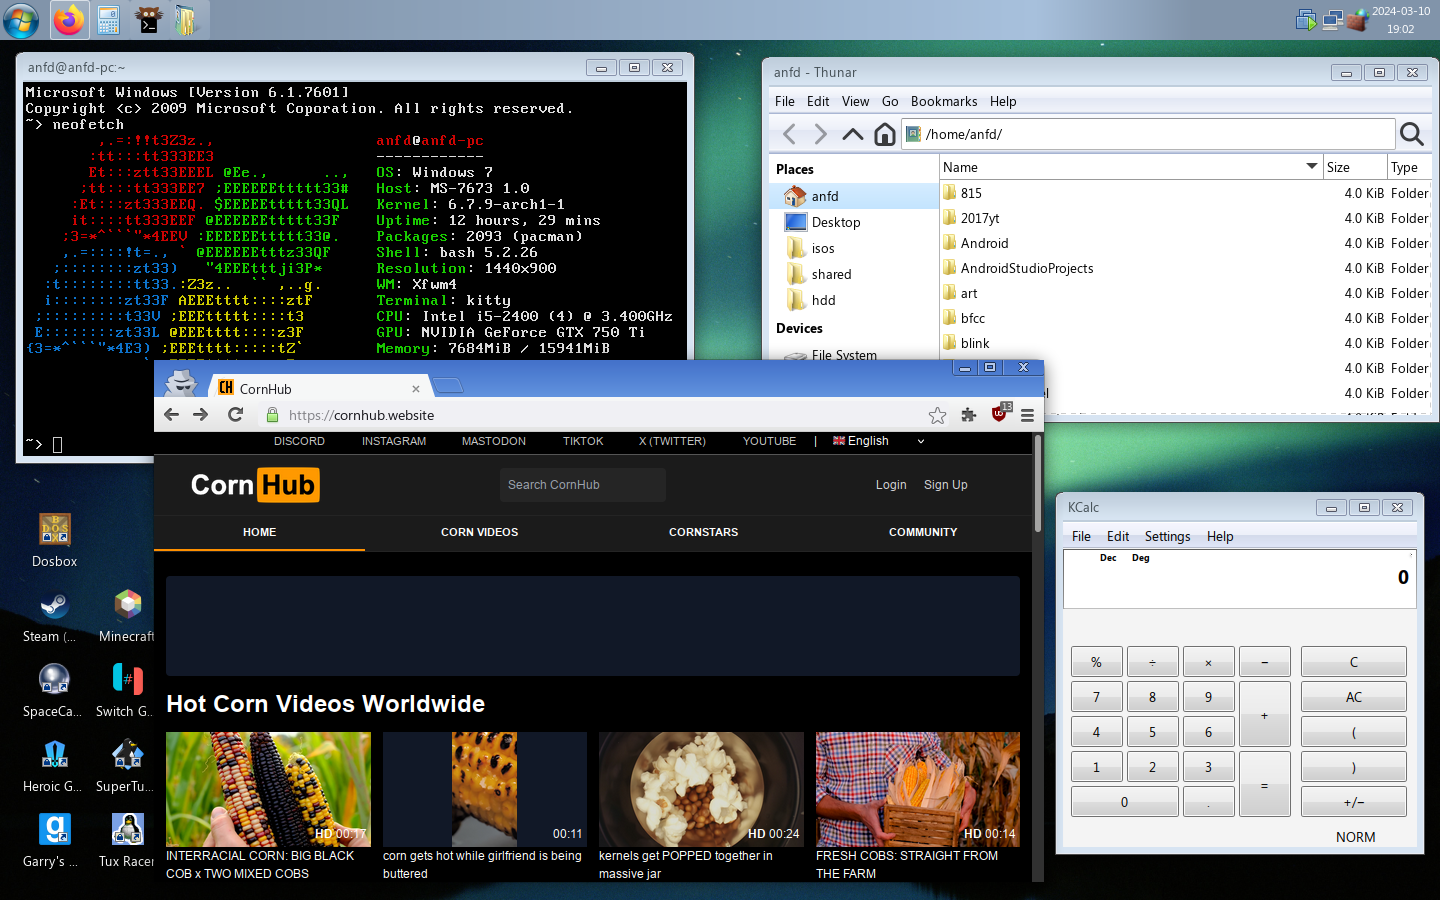 2024-03-10
19:02
anfd@anfd-pc:~
Microsoft Windows [Version 6.1.7601]
Copyright <c> 2009 Microsoft Coporation. All rights reserved.
~> neofetch
anfd@anfd-pc
------------
OS: Windows 7
Host: MS-7673 1.0
Kernel: 6.7.9-arch1-1
Uptime: 12 hours, 29 mins
Packages: 2093 (pacman)
Shell: bash 5.2.26
Resolution: 1440x900
WM: Xfwm4
Terminal: kitty
CPU: Intel i5-2400 (4) @ 3.400GHz
GPU: NVIDIA GeForce GTX 750 Ti
Memory: 7684MiB / 15941MiB
~>
anfd - Thunar
File Edit View Go Bookmarks Help
/home/anfd/
Places
anfd
Desktop
isos
shared
hdd
Devices
File System
Name Size Type
815 4.0 KiB Folder
2017yt 4.0 KiB Folder
Android 4.0 KiB Folder
AndroidStudioProjects 4.0 KiB Folder
art 4.0 KiB Folder
bfcc 4.0 KiB Folder
blink 4.0 KiB Folder
4.0 KiB Folder
4.0 KiB Folder
CH CornHub
https://cornhub.website
13
DISCORD INSTAGRAM MASTODON TIKTOK X (TWITTER) YOUTUBE | English
Corn Hub
Search CornHub
Login Sign Up
HOME CORN VIDEOS CORNSTARS COMMUNITY
Hot Corn Videos Worldwide
HD 00:17
INTERRACIAL CORN: BIG BLACK
COB x TWO MIXED COBS
00:11
corn gets hot while girlfriend is being
buttered
HD 00:24
kernels get POPPED together in
massive jar
HD 00:14
FRESH COBS: STRAIGHT FROM
THE FARM
Dosbox
Steam (...
Minecraft
SpaceCa...
Switch G...
Heroic G...
SuperTu...
Garry's ...
Tux Racer
KCalc
File Edit Settings Help
Dec Deg
0
% ÷ × − C
7 8 9 + AC
4 5 6 (
1 2 3 = )
0 . +/−
NORM